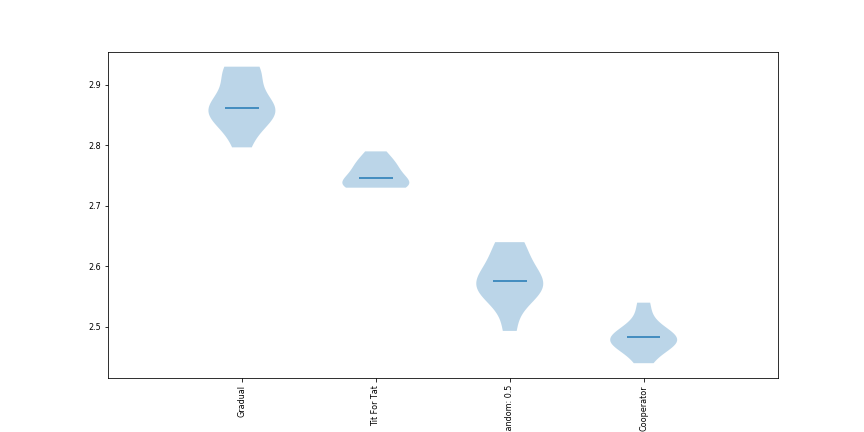 2.9
2.8
2.7
2.6
2.5
Gradual
Tit For Tat
andom: 0.5
Cooperator